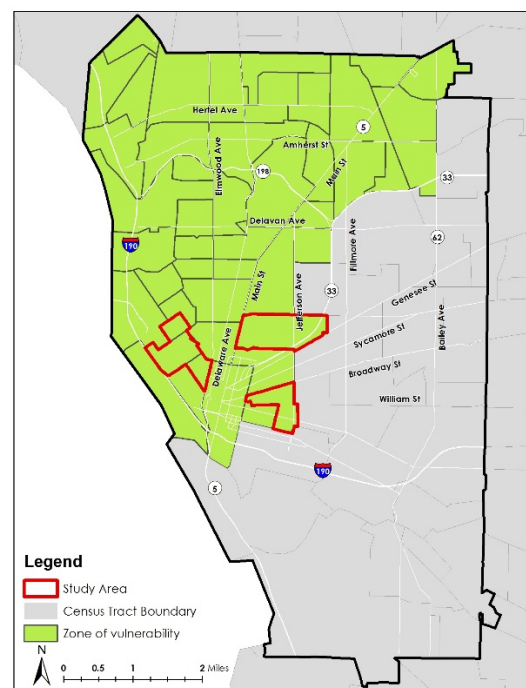 Hertel Ave
5
Amherst St
Elmwood Ave
198
Main St
33
Delavan Ave
190
62
Main St
Jefferson Ave
Fillmore Ave
33
Genesee St
Sycamore St
Bailey Ave
Delaware Ave
Broadway St
William St
190
5
Legend
Study Area
Census Tract Boundary
Zone of vulnerability
N
0 0.5 1 2 Miles